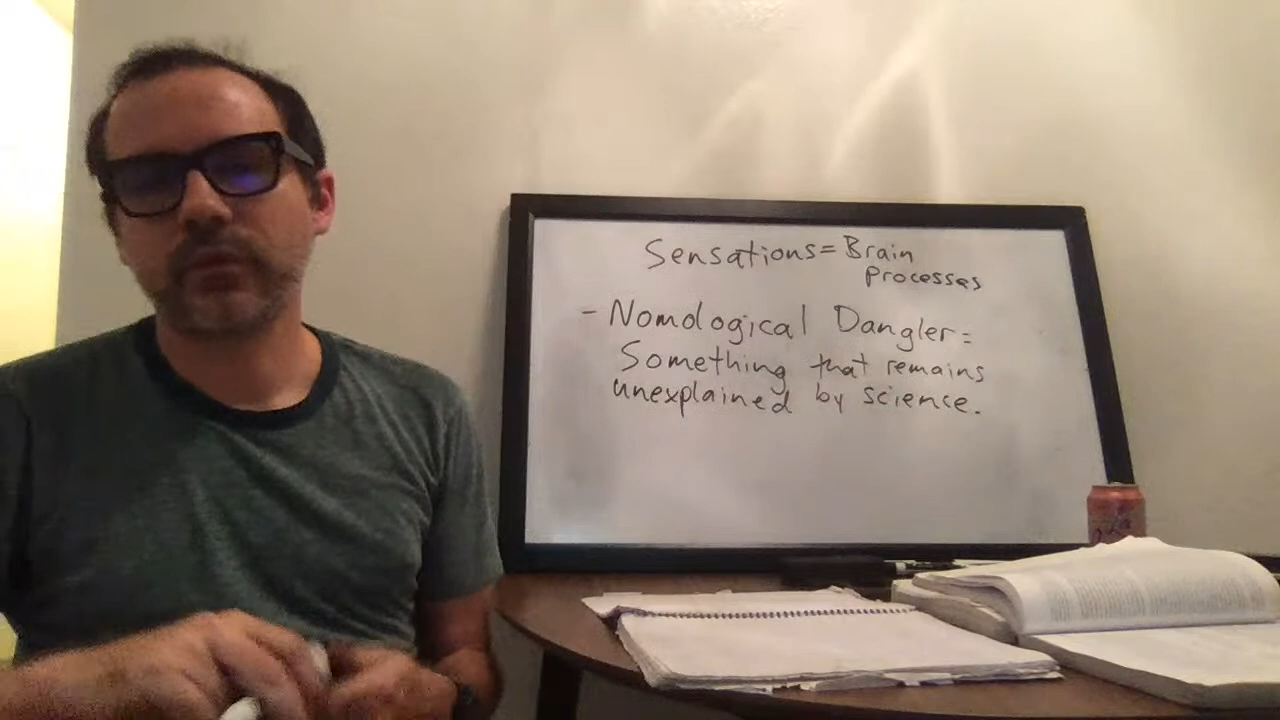 Sensations = Brain
Processes
- Nomological Dangler =
Something that remains
unexplained by science.